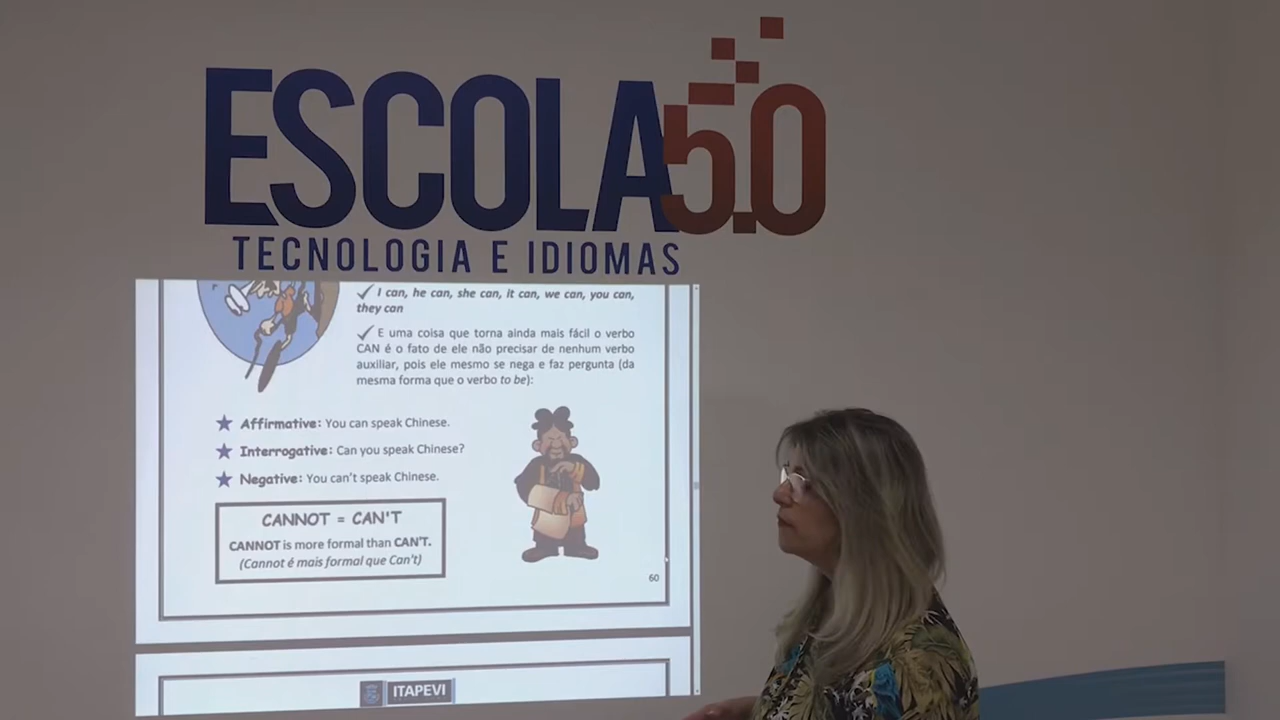 ESCOLA 5.0
TECNOLOGIA E IDIOMAS
✓ I can, he can, she can, it can, we can, you can,
they can
✓ E uma coisa que torna ainda mais fácil o verbo
CAN é o fato de ele não precisar de nenhum verbo
auxiliar, pois ele mesmo se nega e faz pergunta (da
mesma forma que o verbo to be):
★ Affirmative: You can speak Chinese.
★ Interrogative: Can you speak Chinese?
★ Negative: You can't speak Chinese.
CANNOT = CAN'T
CANNOT is more formal than CAN'T.
(Cannot é mais formal que Can't)
60
ITAPEVI